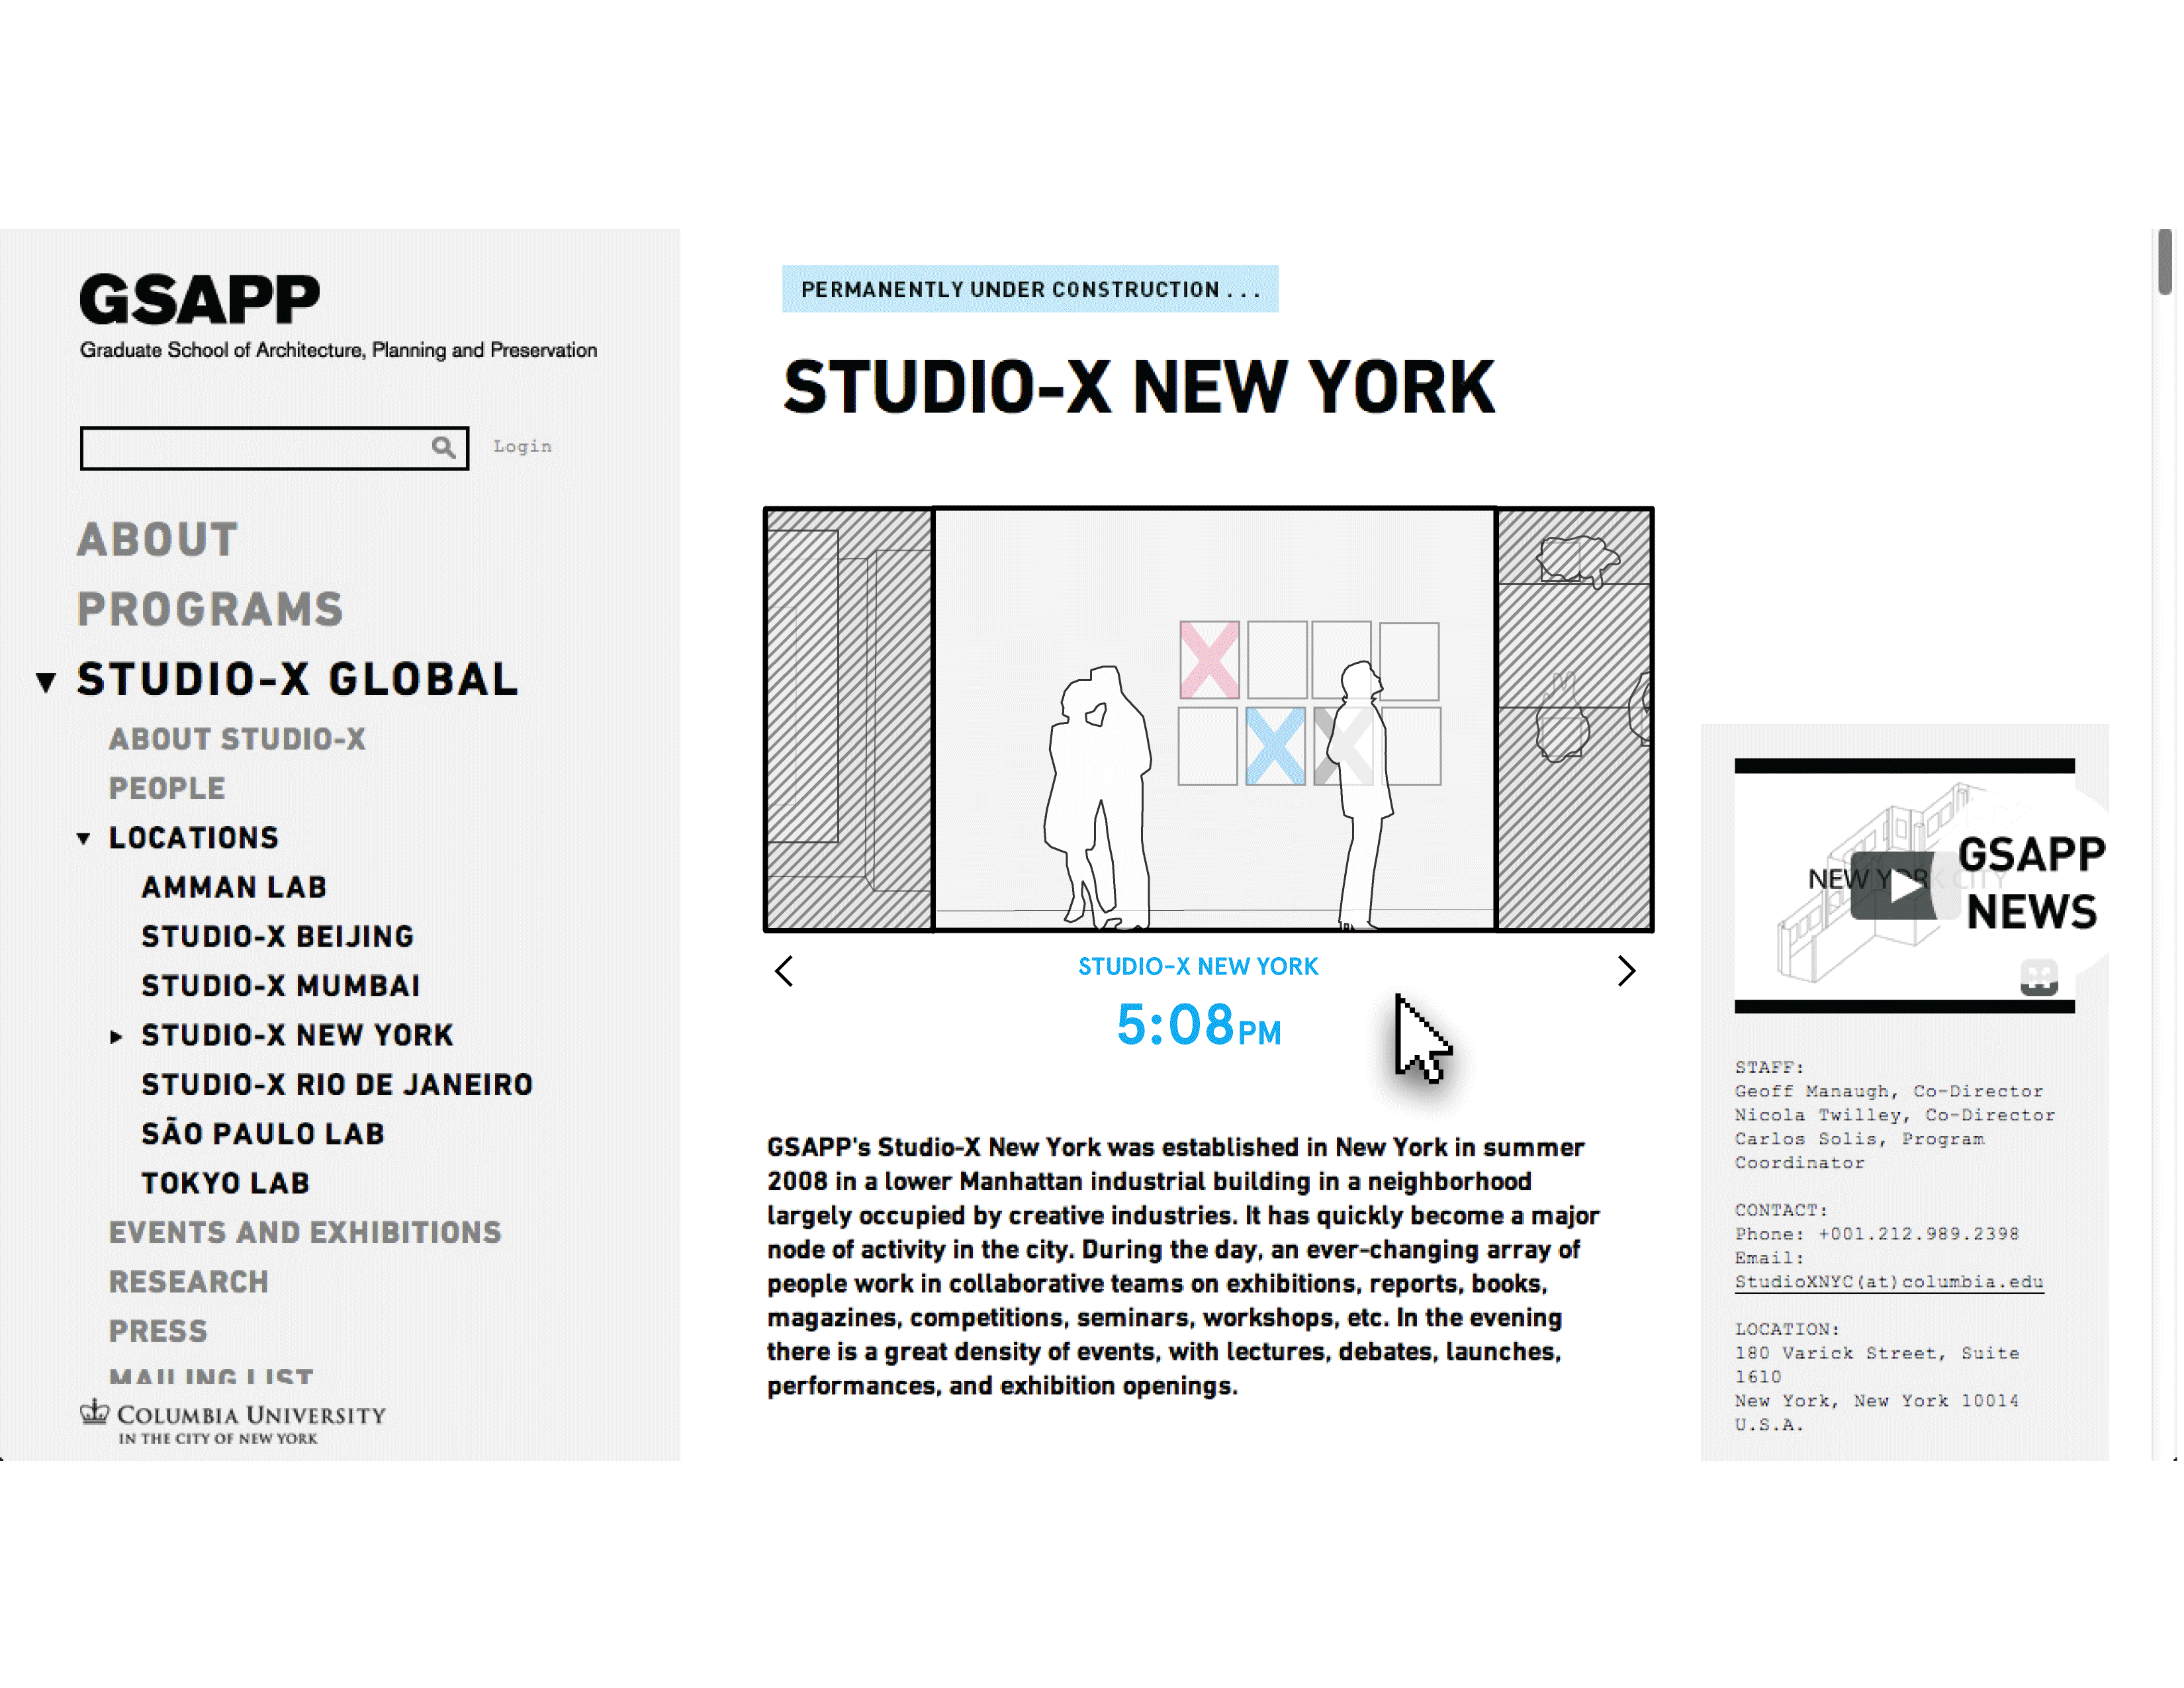 GSAPP
Graduate School of Architecture, Planning and Preservation
Login
ABOUT
PROGRAMS
STUDIO-X GLOBAL
ABOUT STUDIO-X
PEOPLE
LOCATIONS
AMMAN LAB
STUDIO-X BEIJING
STUDIO-X MUMBAI
STUDIO-X NEW YORK
STUDIO-X RIO DE JANEIRO
SÃO PAULO LAB
TOKYO LAB
EVENTS AND EXHIBITIONS
RESEARCH
PRESS
MAILING LIST
COLUMBIA UNIVERSITY
IN THE CITY OF NEW YORK
PERMANENTLY UNDER CONSTRUCTION . . .
STUDIO-X NEW YORK
X
X
X
STUDIO-X NEW YORK
5:08PM
GSAPP's Studio-X New York was established in New York in summer
2008 in a lower Manhattan industrial building in a neighborhood
largely occupied by creative industries. It has quickly become a major
node of activity in the city. During the day, an ever-changing array of
people work in collaborative teams on exhibitions, reports, books,
magazines, competitions, seminars, workshops, etc. In the evening
there is a great density of events, with lectures, debates, launches,
performances, and exhibition openings.
NEW YORK CITY
GSAPP
NEWS
STAFF:
Geoff Manaugh, Co-Director
Nicola Twilley, Co-Director
Carlos Solis, Program
Coordinator
CONTACT:
Phone: +001.212.989.2398
Email:
StudioXNYC(at)columbia.edu
LOCATION:
180 Varick Street, Suite
1610
New York, New York 10014
U.S.A.